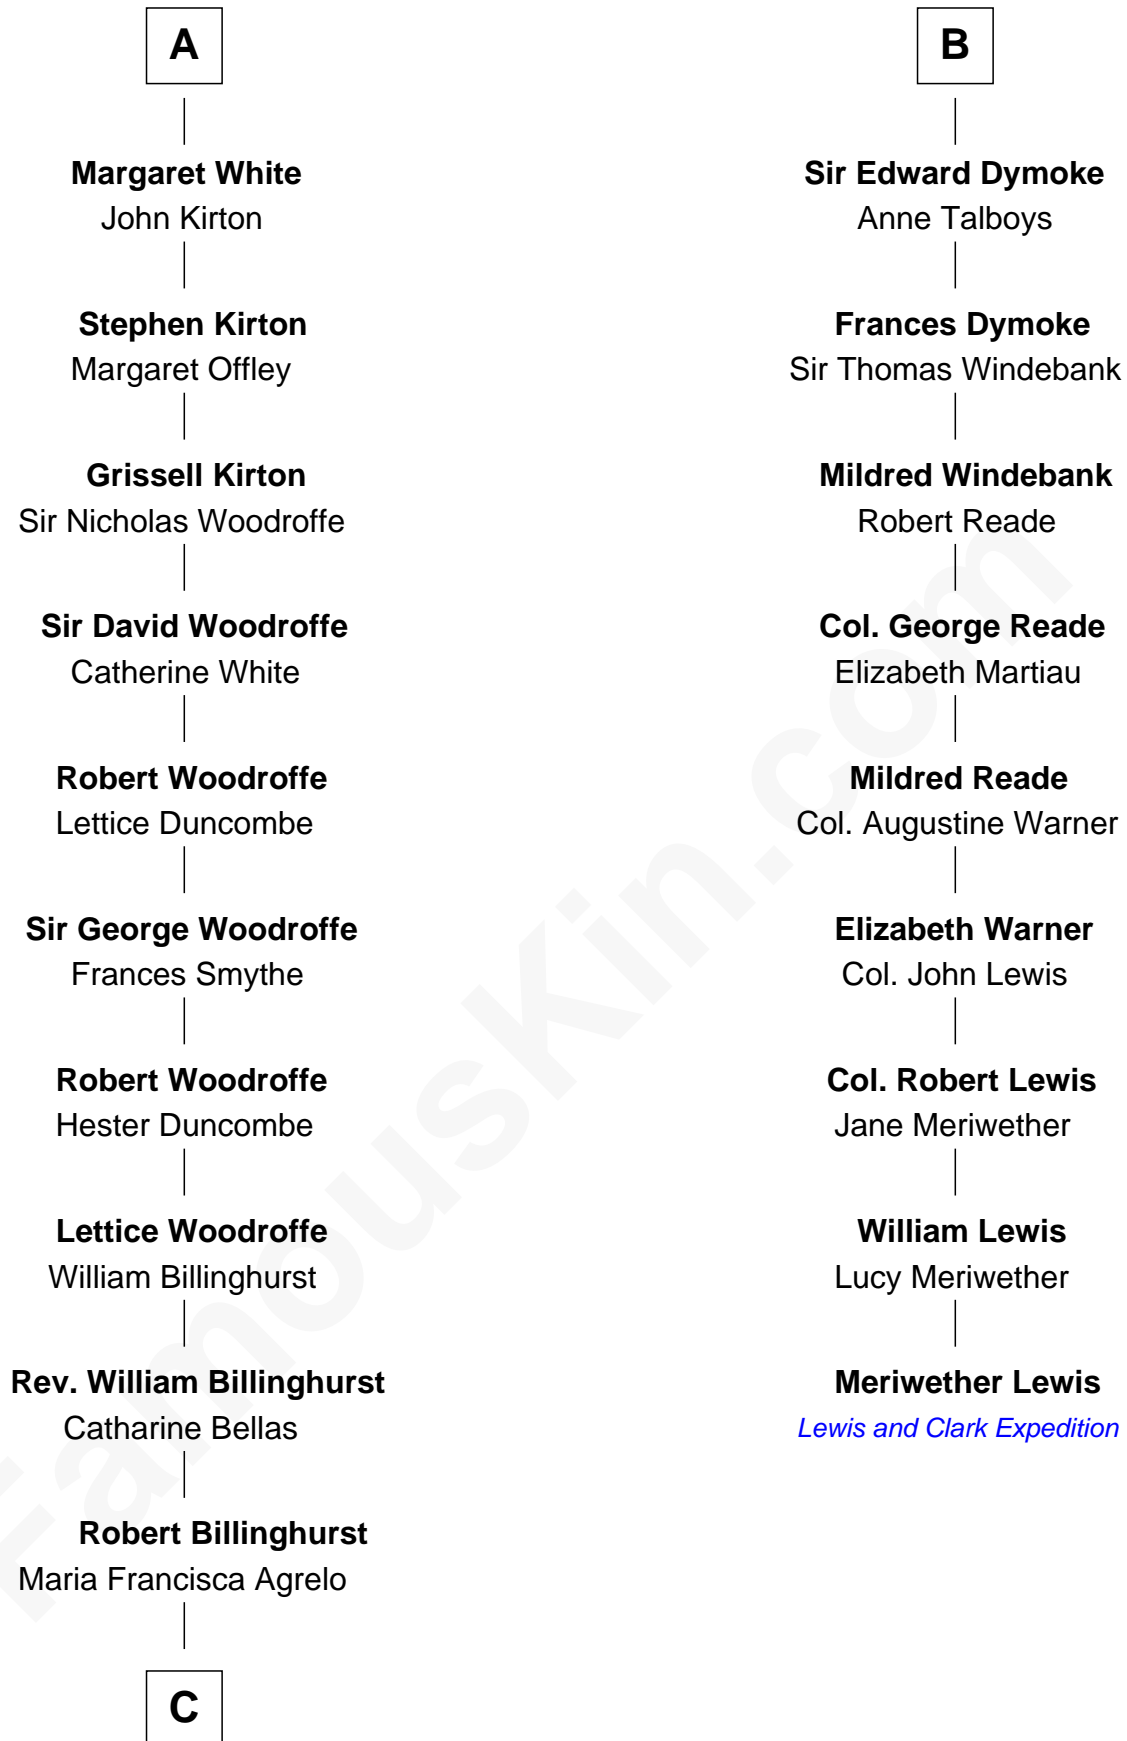 A
Margaret White
John Kirton
Stephen Kirton
Margaret Offley
Grissell Kirton
Sir Nicholas Woodroffe
Sir David Woodroffe
Catherine White
Robert Woodroffe
Lettice Duncombe
Sir George Woodroffe
Frances Smythe
Robert Woodroffe
Hester Duncombe
Lettice Woodroffe
William Billinghurst
Rev. William Billinghurst
Catharine Bellas
Robert Billinghurst
Maria Francisca Agrelo
C
B
Sir Edward Dymoke
Anne Talboys
Frances Dymoke
Sir Thomas Windebank
Mildred Windebank
Robert Reade
Col. George Reade
Elizabeth Martiau
Mildred Reade
Col. Augustine Warner
Elizabeth Warner
Col. John Lewis
Col. Robert Lewis
Jane Meriwether
William Lewis
Lucy Meriwether
Meriwether Lewis
Lewis and Clark Expedition
FamousKin.com